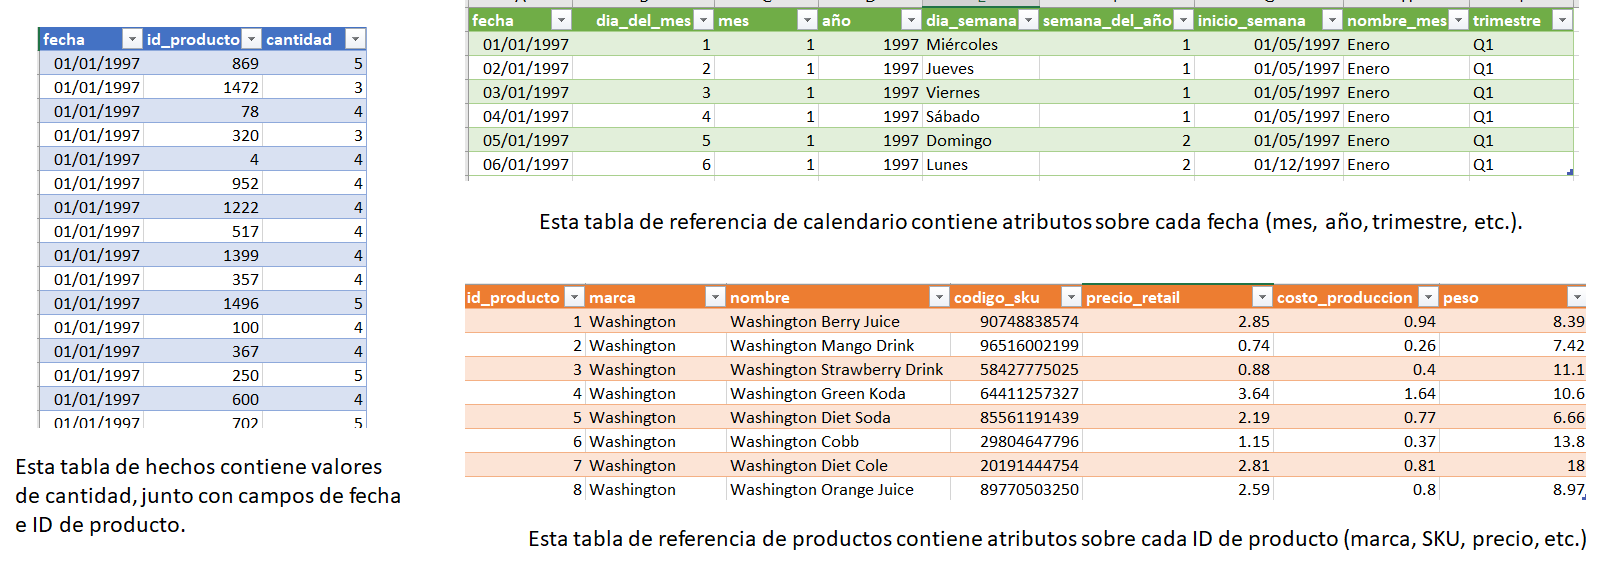 fecha id_producto cantidad
01/01/1997 869 5
01/01/1997 1472 3
01/01/1997 78 4
01/01/1997 320 3
01/01/1997 4 4
01/01/1997 952 4
01/01/1997 1222 4
01/01/1997 517 4
01/01/1997 1399 4
01/01/1997 357 4
01/01/1997 1496 5
01/01/1997 100 4
01/01/1997 367 4
01/01/1997 250 5
01/01/1997 600 4
01/01/1997 702 5
Esta tabla de hechos contiene valores
de cantidad, junto con campos de fecha
e ID de producto.
fecha dia_del_mes mes año dia_semana semana_del_año inicio_semana nombre_mes trimestre
01/01/1997 1 1 1997 Miércoles 1 01/05/1997 Enero Q1
02/01/1997 2 1 1997 Jueves 1 01/05/1997 Enero Q1
03/01/1997 3 1 1997 Viernes 1 01/05/1997 Enero Q1
04/01/1997 4 1 1997 Sábado 1 01/05/1997 Enero Q1
05/01/1997 5 1 1997 Domingo 2 01/05/1997 Enero Q1
06/01/1997 6 1 1997 Lunes 2 01/12/1997 Enero Q1
Esta tabla de referencia de calendario contiene atributos sobre cada fecha (mes, año, trimestre, etc.).
id_producto marca nombre codigo_sku precio_retail costo_produccion peso
1 Washington Washington Berry Juice 90748838574 2.85 0.94 8.39
2 Washington Washington Mango Drink 96516002199 0.74 0.26 7.42
3 Washington Washington Strawberry Drink 58427775025 0.88 0.4 11.1
4 Washington Washington Green Koda 64411257327 3.64 1.64 10.6
5 Washington Washington Diet Soda 85561191439 2.19 0.77 6.66
6 Washington Washington Cobb 29804647796 1.15 0.37 13.8
7 Washington Washington Diet Cole 20191444754 2.81 0.81 18
8 Washington Washington Orange Juice 89770503250 2.59 0.8 8.97
Esta tabla de referencia de productos contiene atributos sobre cada ID de producto (marca, SKU, precio, etc.)